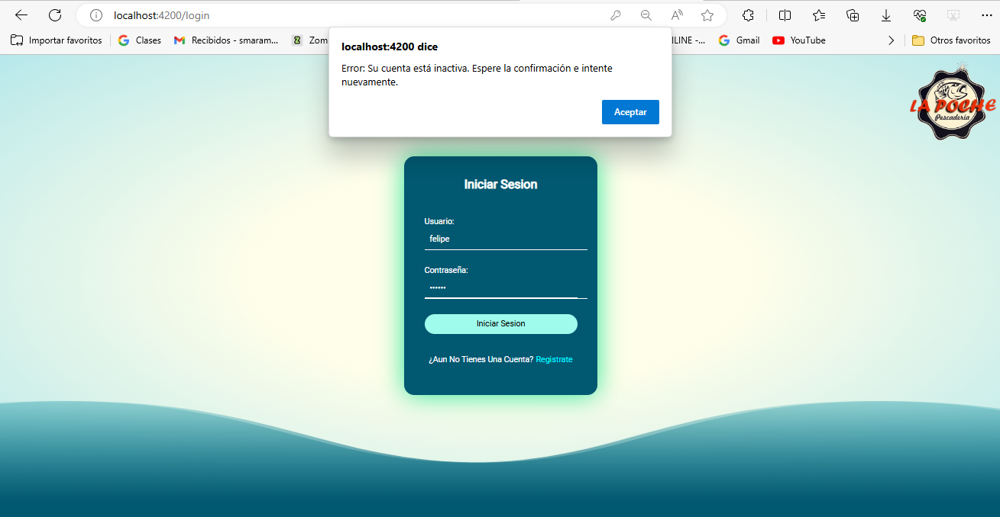 localhost:4200/login
Importar favoritos
Clases
Recibidos - smaram...
Zom
ILINE -...
Gmail
YouTube
Otros favoritos
localhost:4200 dice
Error: Su cuenta está inactiva. Espere la confirmación e intente
nuevamente.
Aceptar
LA POCHE
Pescaderia
Iniciar Sesion
Usuario:
felipe
Contraseña:
••••••
Iniciar Sesion
¿Aun No Tienes Una Cuenta? Registrate